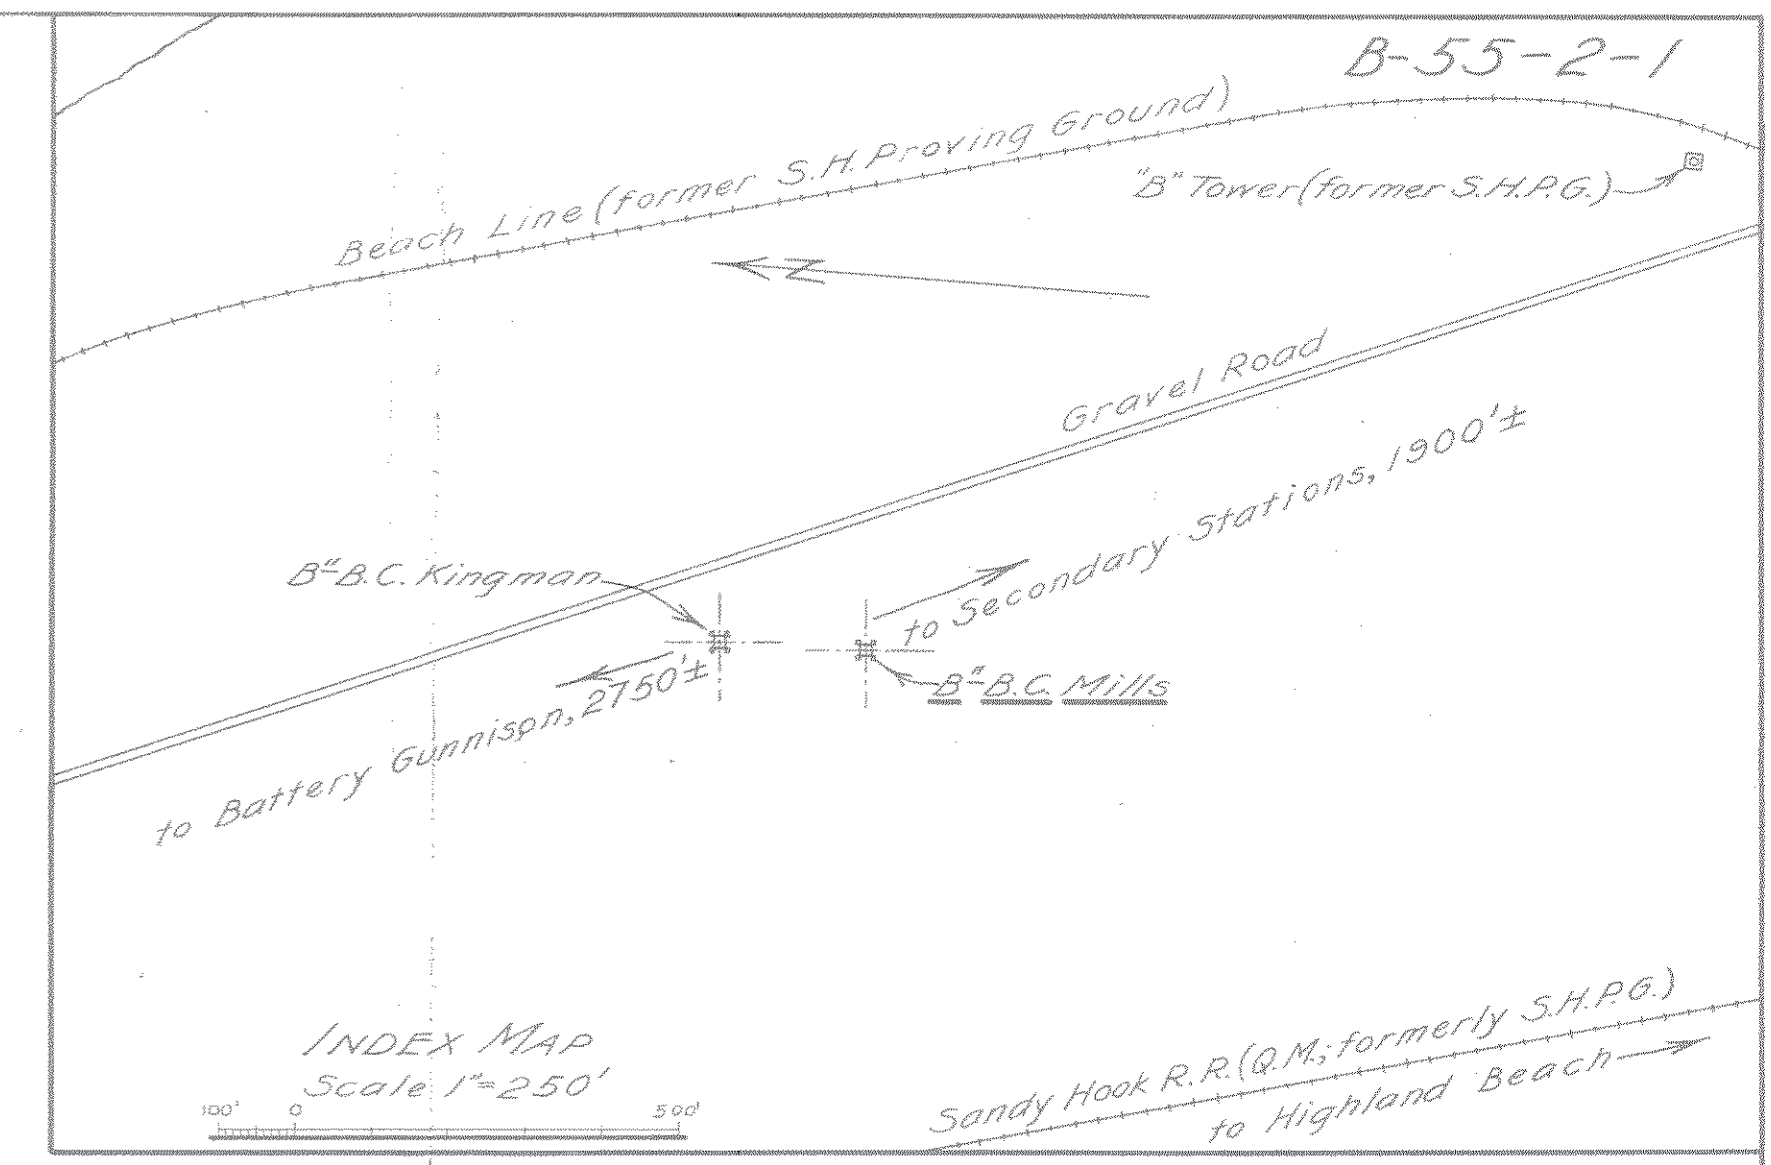 B-55-2-1
Beach Line (former S.H. Proving Ground)
"B" Tower (former S.H.P.G.)
N
Gravel Road
to Secondary Stations, 1900'±
B" B.C. Kingman
B" B.C. Mills
to Battery Gunnison, 2750'±
INDEX MAP
Scale 1"=250'
100' 0 500'
Sandy Hook R.R. (Q.M.; formerly S.H.P.G.)
to Highland Beach